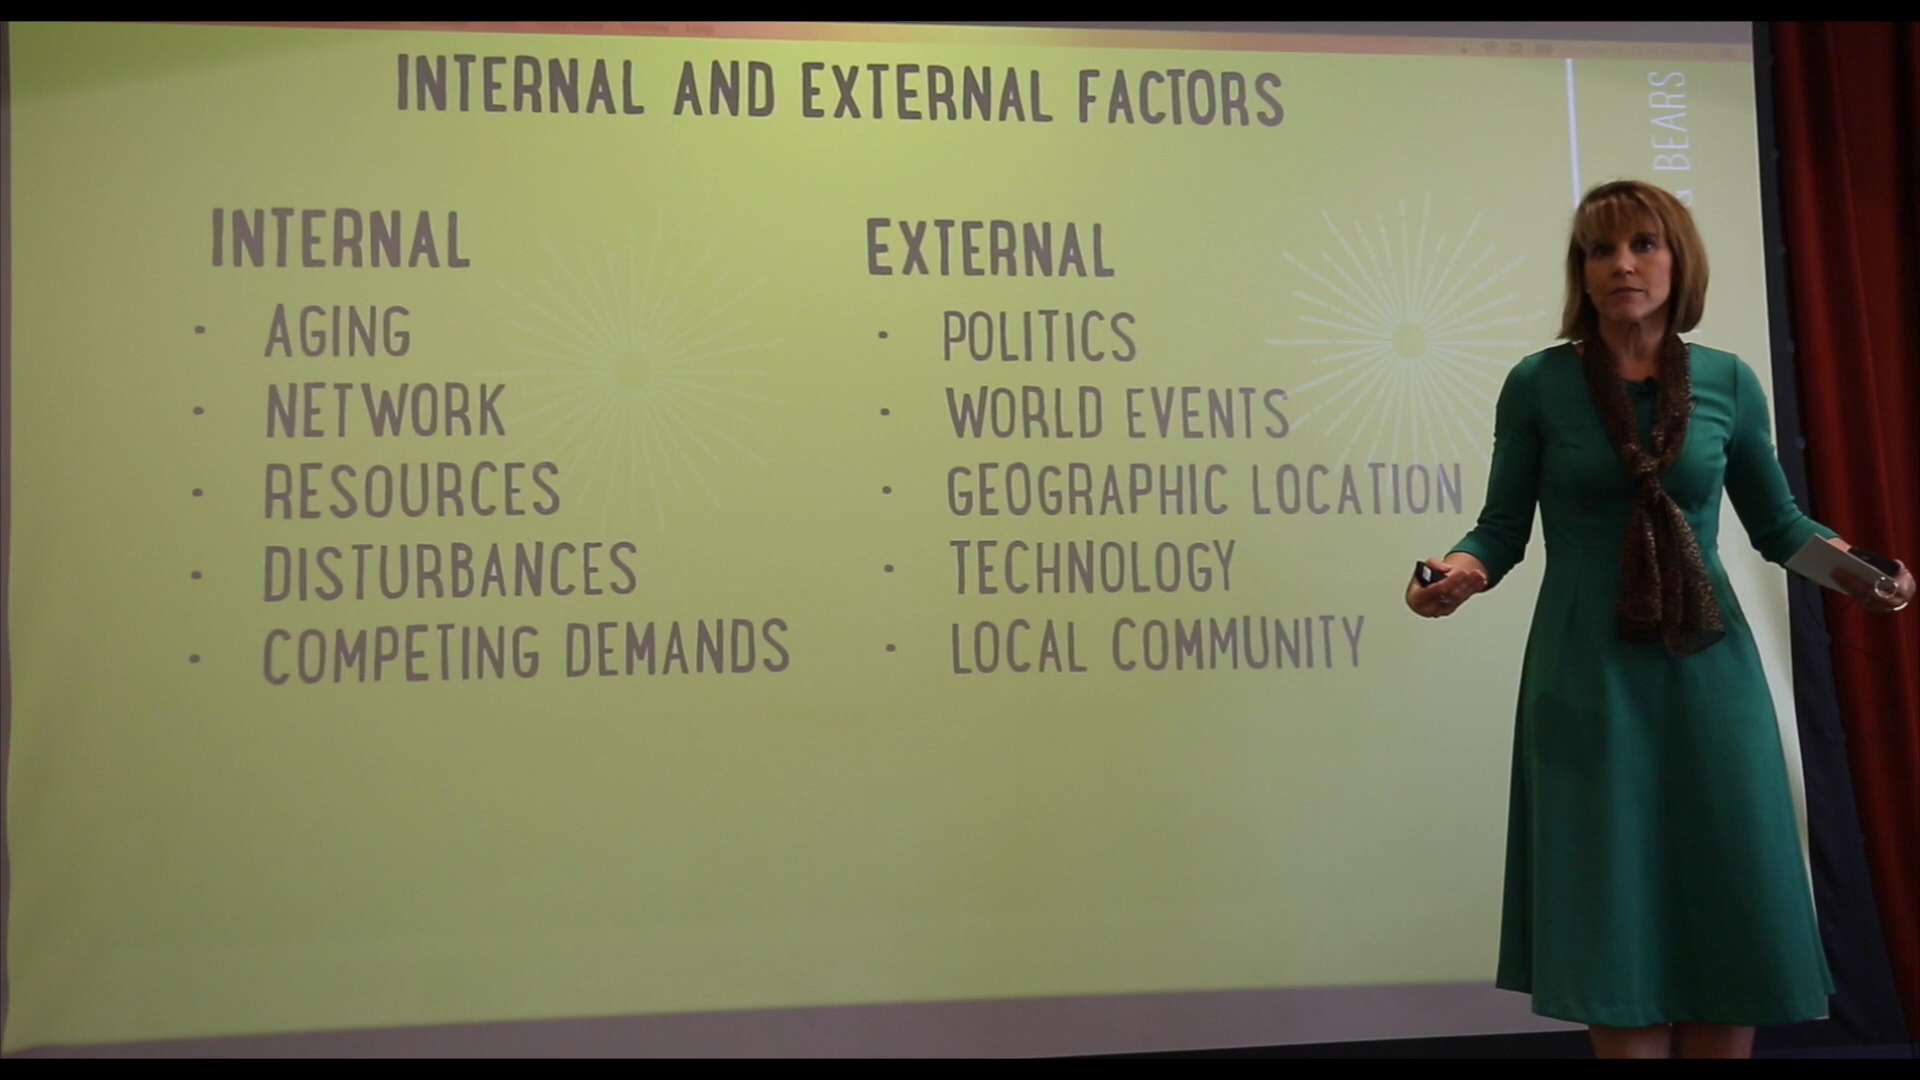 INTERNAL AND EXTERNAL FACTORS
INTERNAL
· AGING
· NETWORK
· RESOURCES
· DISTURBANCES
· COMPETING DEMANDS
EXTERNAL
· POLITICS
· WORLD EVENTS
· GEOGRAPHIC LOCATION
· TECHNOLOGY
· LOCAL COMMUNITY
BEARS